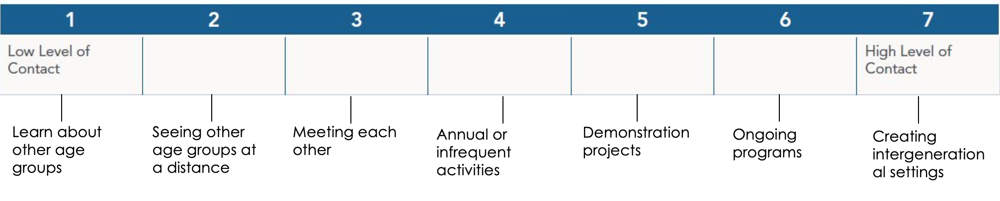 1 2 3 4 5 6 7
Low Level of
Contact
High Level of
Contact
Learn about
other age
groups
Seeing other
age groups at
a distance
Meeting each
other
Annual or
infrequent
activities
Demonstration
projects
Ongoing
programs
Creating
intergeneration
al settings